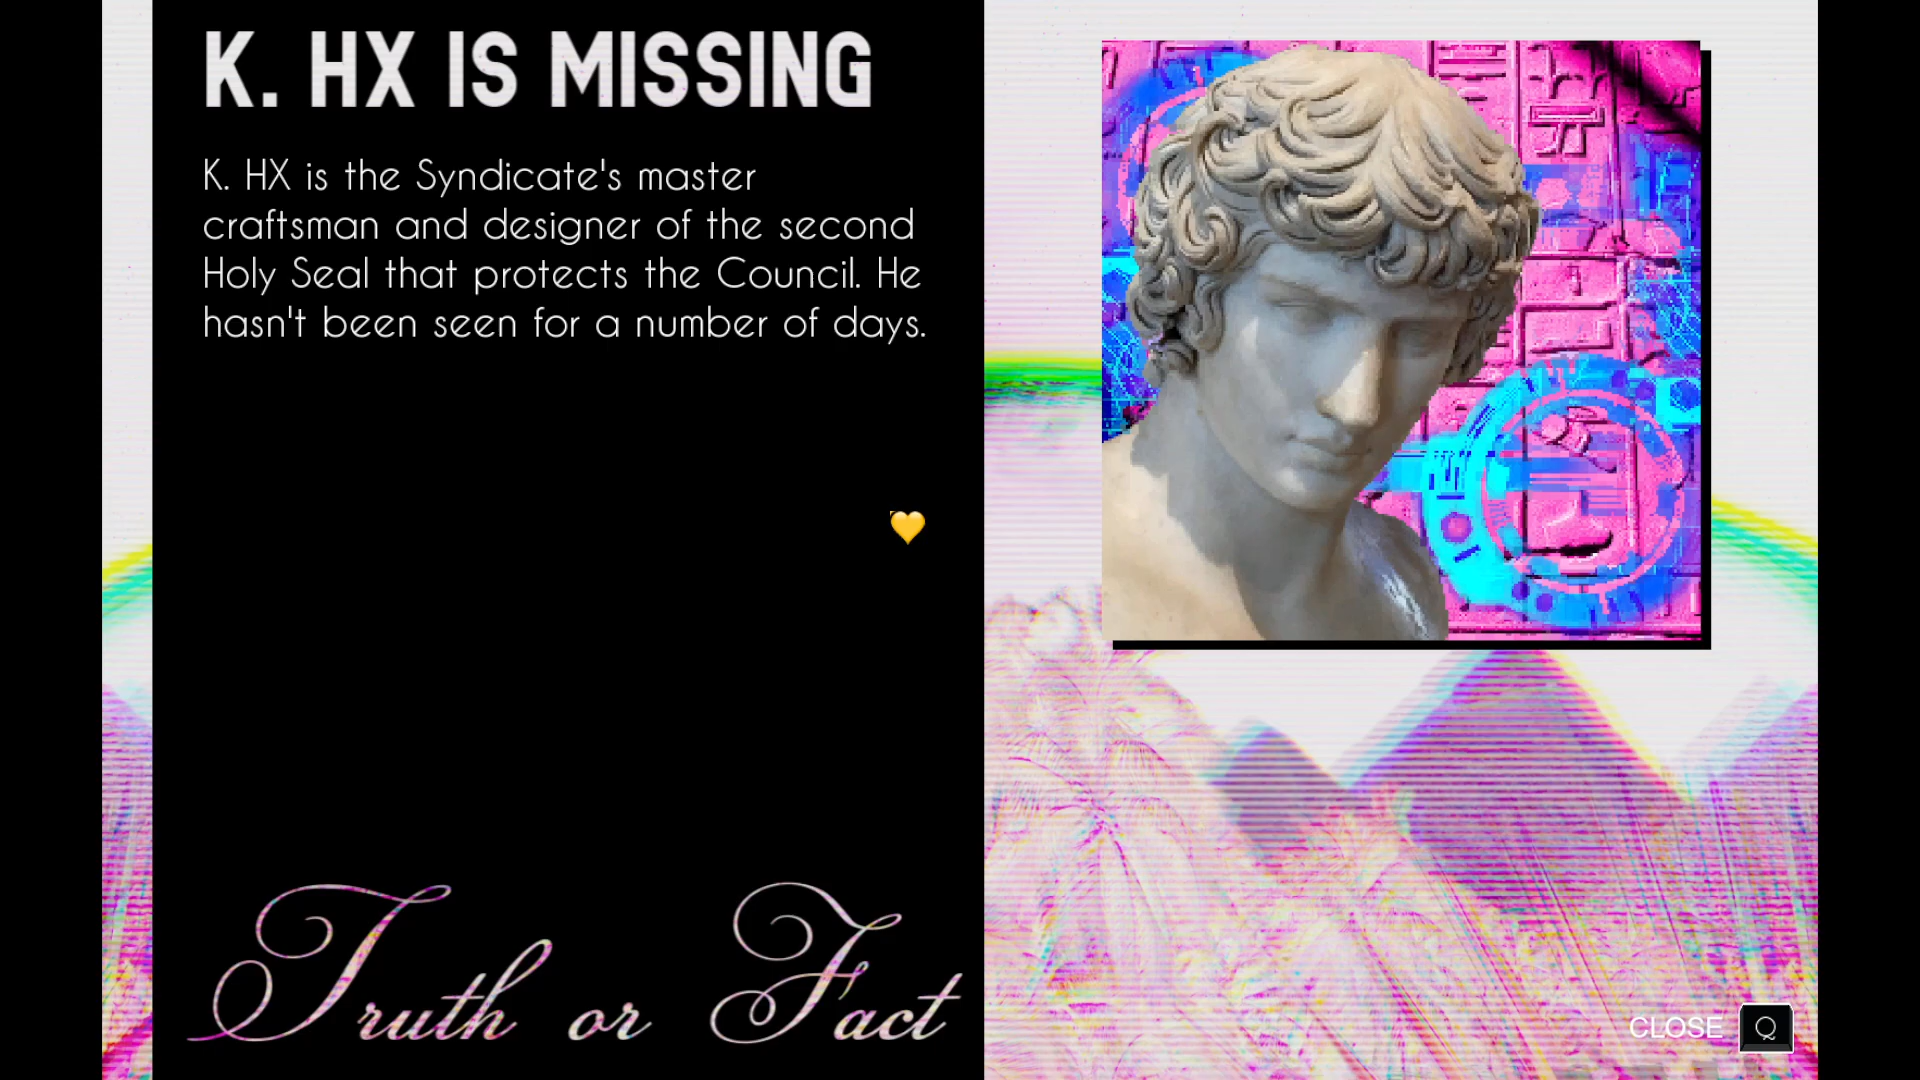 K. HX IS MISSING
K. HX is the Syndicate's master
craftsman and designer of the second
Holy Seal that protects the Council. He
hasn't been seen for a number of days.
Truth or Fact
CLOSE Q